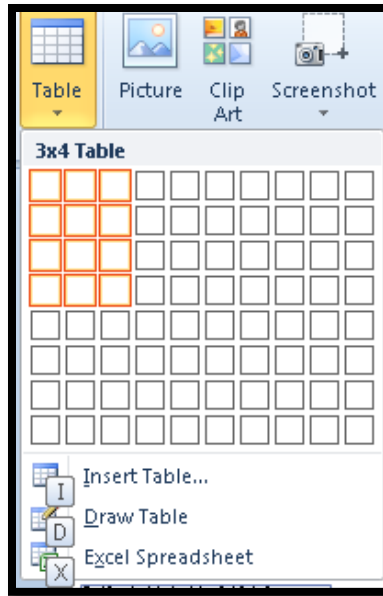 Table Picture Clip Art Screenshot
3x4 Table
Insert Table...
I
Draw Table
D
Excel Spreadsheet
X